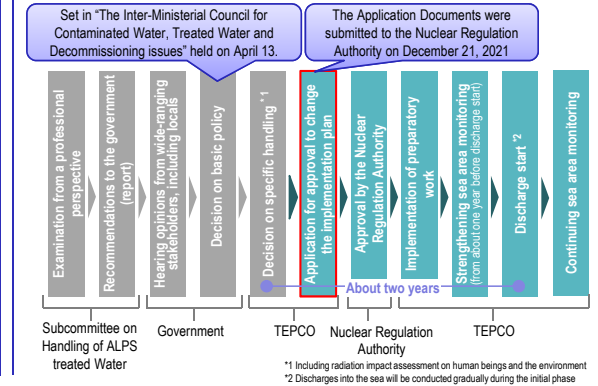 Set in “The Inter-Ministerial Council for
Contaminated Water, Treated Water and
Decommissioning issues” held on April 13.
The Application Documents were
submitted to the Nuclear Regulation
Authority on December 21, 2021
Examination from a professional
perspective
Recommendations to the government
(report)
Hearing opinions from wide-ranging
stakeholders, including locals
Decision on basic policy
Decision on specific handling *1
Application for approval to change
the implementation plan
Approval by the Nuclear
Regulation Authority
Implementation of preparatory
work
Strengthening sea area monitoring
(from about one year before discharge start)
Discharge start *2
Continuing sea area monitoring
About two years
Subcommittee on
Handling of ALPS
treated Water
Government
TEPCO
Nuclear Regulation
Authority
TEPCO
*1 Including radiation impact assessment on human beings and the environment
*2 Discharges into the sea will be conducted gradually during the initial phase